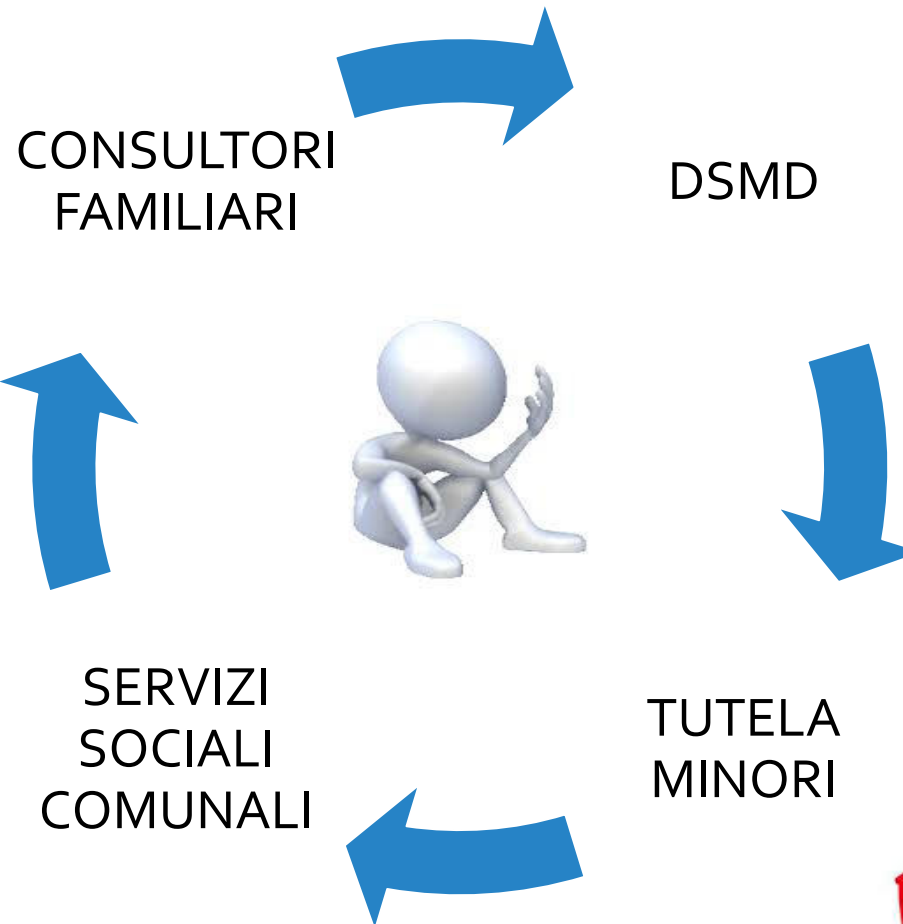 CONSULTORI
FAMILIARI
DSMD
TUTELA
MINORI
SERVIZI
SOCIALI
COMUNALI